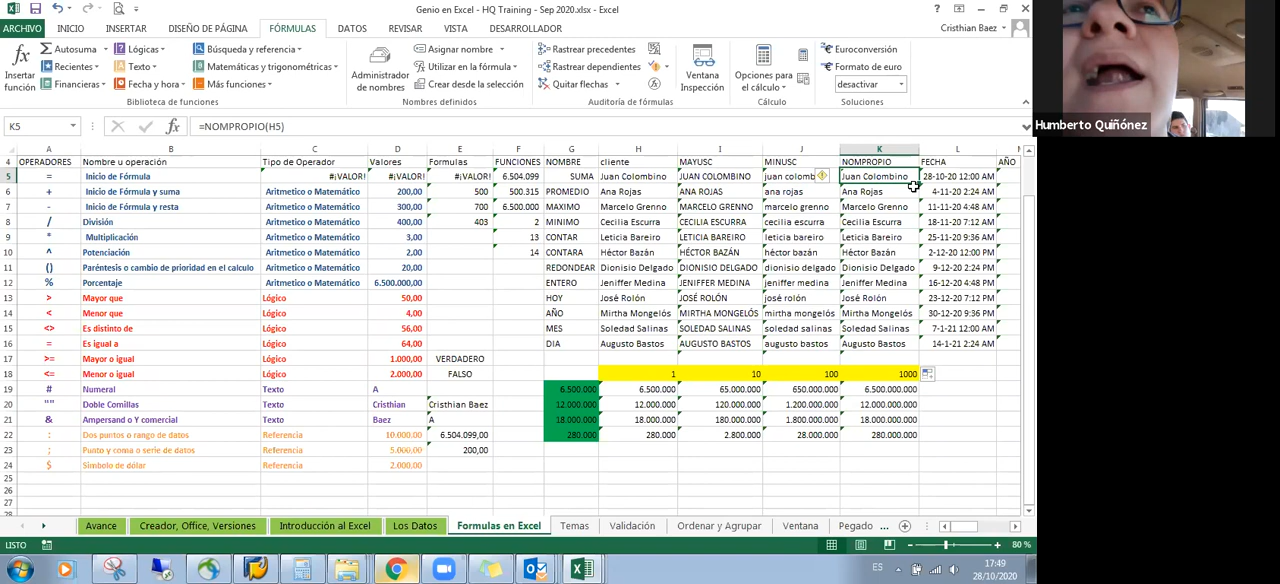 Genio en Excel - HQ Training - Sep 2020.xlsx - Excel
ARCHIVO INICIO INSERTAR DISEÑO DE PÁGINA FÓRMULAS DATOS REVISAR VISTA DESARROLLADOR Cristhian Baez
Insertar función
Autosuma Lógicas Búsqueda y referencia
Recientes Texto Matemáticas y trigonométricas
Financieras Fecha y hora Más funciones
Biblioteca de funciones
Administrador de nombres
Asignar nombre
Utilizar en la fórmula
Crear desde la selección
Nombres definidos
Rastrear precedentes
Rastrear dependientes
Quitar flechas
Auditoría de fórmulas
Ventana Inspección
Opciones para el cálculo
Cálculo
Euroconversión
Formato de euro
desactivar
Soluciones
Humberto Quiñónez
K5 fx =NOMPROPIO(H5)
A B C D E F G H I J K L M
4 OPERADORES Nombre u operación Tipo de Operador Valores Formulas FUNCIONES NOMBRE cliente MAYUSC MINUSC NOMPROPIO FECHA AÑO
5 = Inicio de Fórmula #¡VALOR! #¡VALOR! #¡VALOR! 6.504.099 SUMA Juan Colombino JUAN COLOMBINO juan colomb Juan Colombino 28-10-20 12:00 AM
6 + Inicio de Fórmula y suma Aritmetico o Matemático 200,00 500 500.315 PROMEDIO Ana Rojas ANA ROJAS ana rojas Ana Rojas 4-11-20 2:24 AM
7 - Inicio de Fórmula y resta Aritmetico o Matemático 300,00 700 6.500.000 MAXIMO Marcelo Grenno MARCELO GRENNO marcelo grenno Marcelo Grenno 11-11-20 4:48 AM
8 / División Aritmetico o Matemático 400,00 403 2 MINIMO Cecilia Escurra CECILIA ESCURRA cecilia escurra Cecilia Escurra 18-11-20 7:12 AM
9 * Multiplicación Aritmetico o Matemático 3,00 13 CONTAR Leticia Bareiro LETICIA BAREIRO leticia bareiro Leticia Bareiro 25-11-20 9:36 AM
10 ^ Potenciación Aritmetico o Matemático 2,00 14 CONTARA Héctor Bazán HÉCTOR BAZÁN héctor bazán Héctor Bazán 2-12-20 12:00 PM
11 () Paréntesis o cambio de prioridad en el calculo Aritmetico o Matemático 20,00 REDONDEAR Dionisio Delgado DIONISIO DELGADO dionisio delgado Dionisio Delgado 9-12-20 2:24 PM
12 % Porcentaje Aritmetico o Matemático 6.500.000,00 ENTERO Jeniffer Medina JENIFFER MEDINA jeniffer medina Jeniffer Medina 16-12-20 4:48 PM
13 > Mayor que Lógico 50,00 HOY José Rolón JOSÉ ROLÓN josé rolón José Rolón 23-12-20 7:12 PM
14 < Menor que Lógico 4,00 AÑO Mirtha Mongelós MIRTHA MONGELÓS mirtha mongelós Mirtha Mongelós 30-12-20 9:36 PM
15 <> Es distinto de Lógico 56,00 MES Soledad Salinas SOLEDAD SALINAS soledad salinas Soledad Salinas 7-1-21 12:00 AM
16 = Es igual a Lógico 64,00 DIA Augusto Bastos AUGUSTO BASTOS augusto bastos Augusto Bastos 14-1-21 2:24 AM
17 >= Mayor o igual Lógico 1.000,00 VERDADERO
18 <= Menor o igual Lógico 2.000,00 FALSO 1 10 100 1000
19 # Numeral Texto A 6.500.000 6.500.000 65.000.000 650.000.000 6.500.000.000
20 "" Doble Comillas Texto Cristhian Cristhian Baez 12.000.000 12.000.000 120.000.000 1.200.000.000 12.000.000.000
21 & Ampersand o Y comercial Texto Baez A 18.000.000 18.000.000 180.000.000 1.800.000.000 18.000.000.000
22 : Dos puntos o rango de datos Referencia 10.000,00 6.504.099,00 280.000 280.000 2.800.000 28.000.000 280.000.000
23 ; Punto y coma o serie de datos Referencia 5.000,00 200,00
24 $ Simbolo de dólar Referencia 2.000,00
25
26
27
28
Avance Creador, Office, Versiones Introducción al Excel Los Datos Formulas en Excel Temas Validación Ordenar y Agrupar Ventana Pegado ...
LISTO 80 %
ES 17:49
28/10/2020